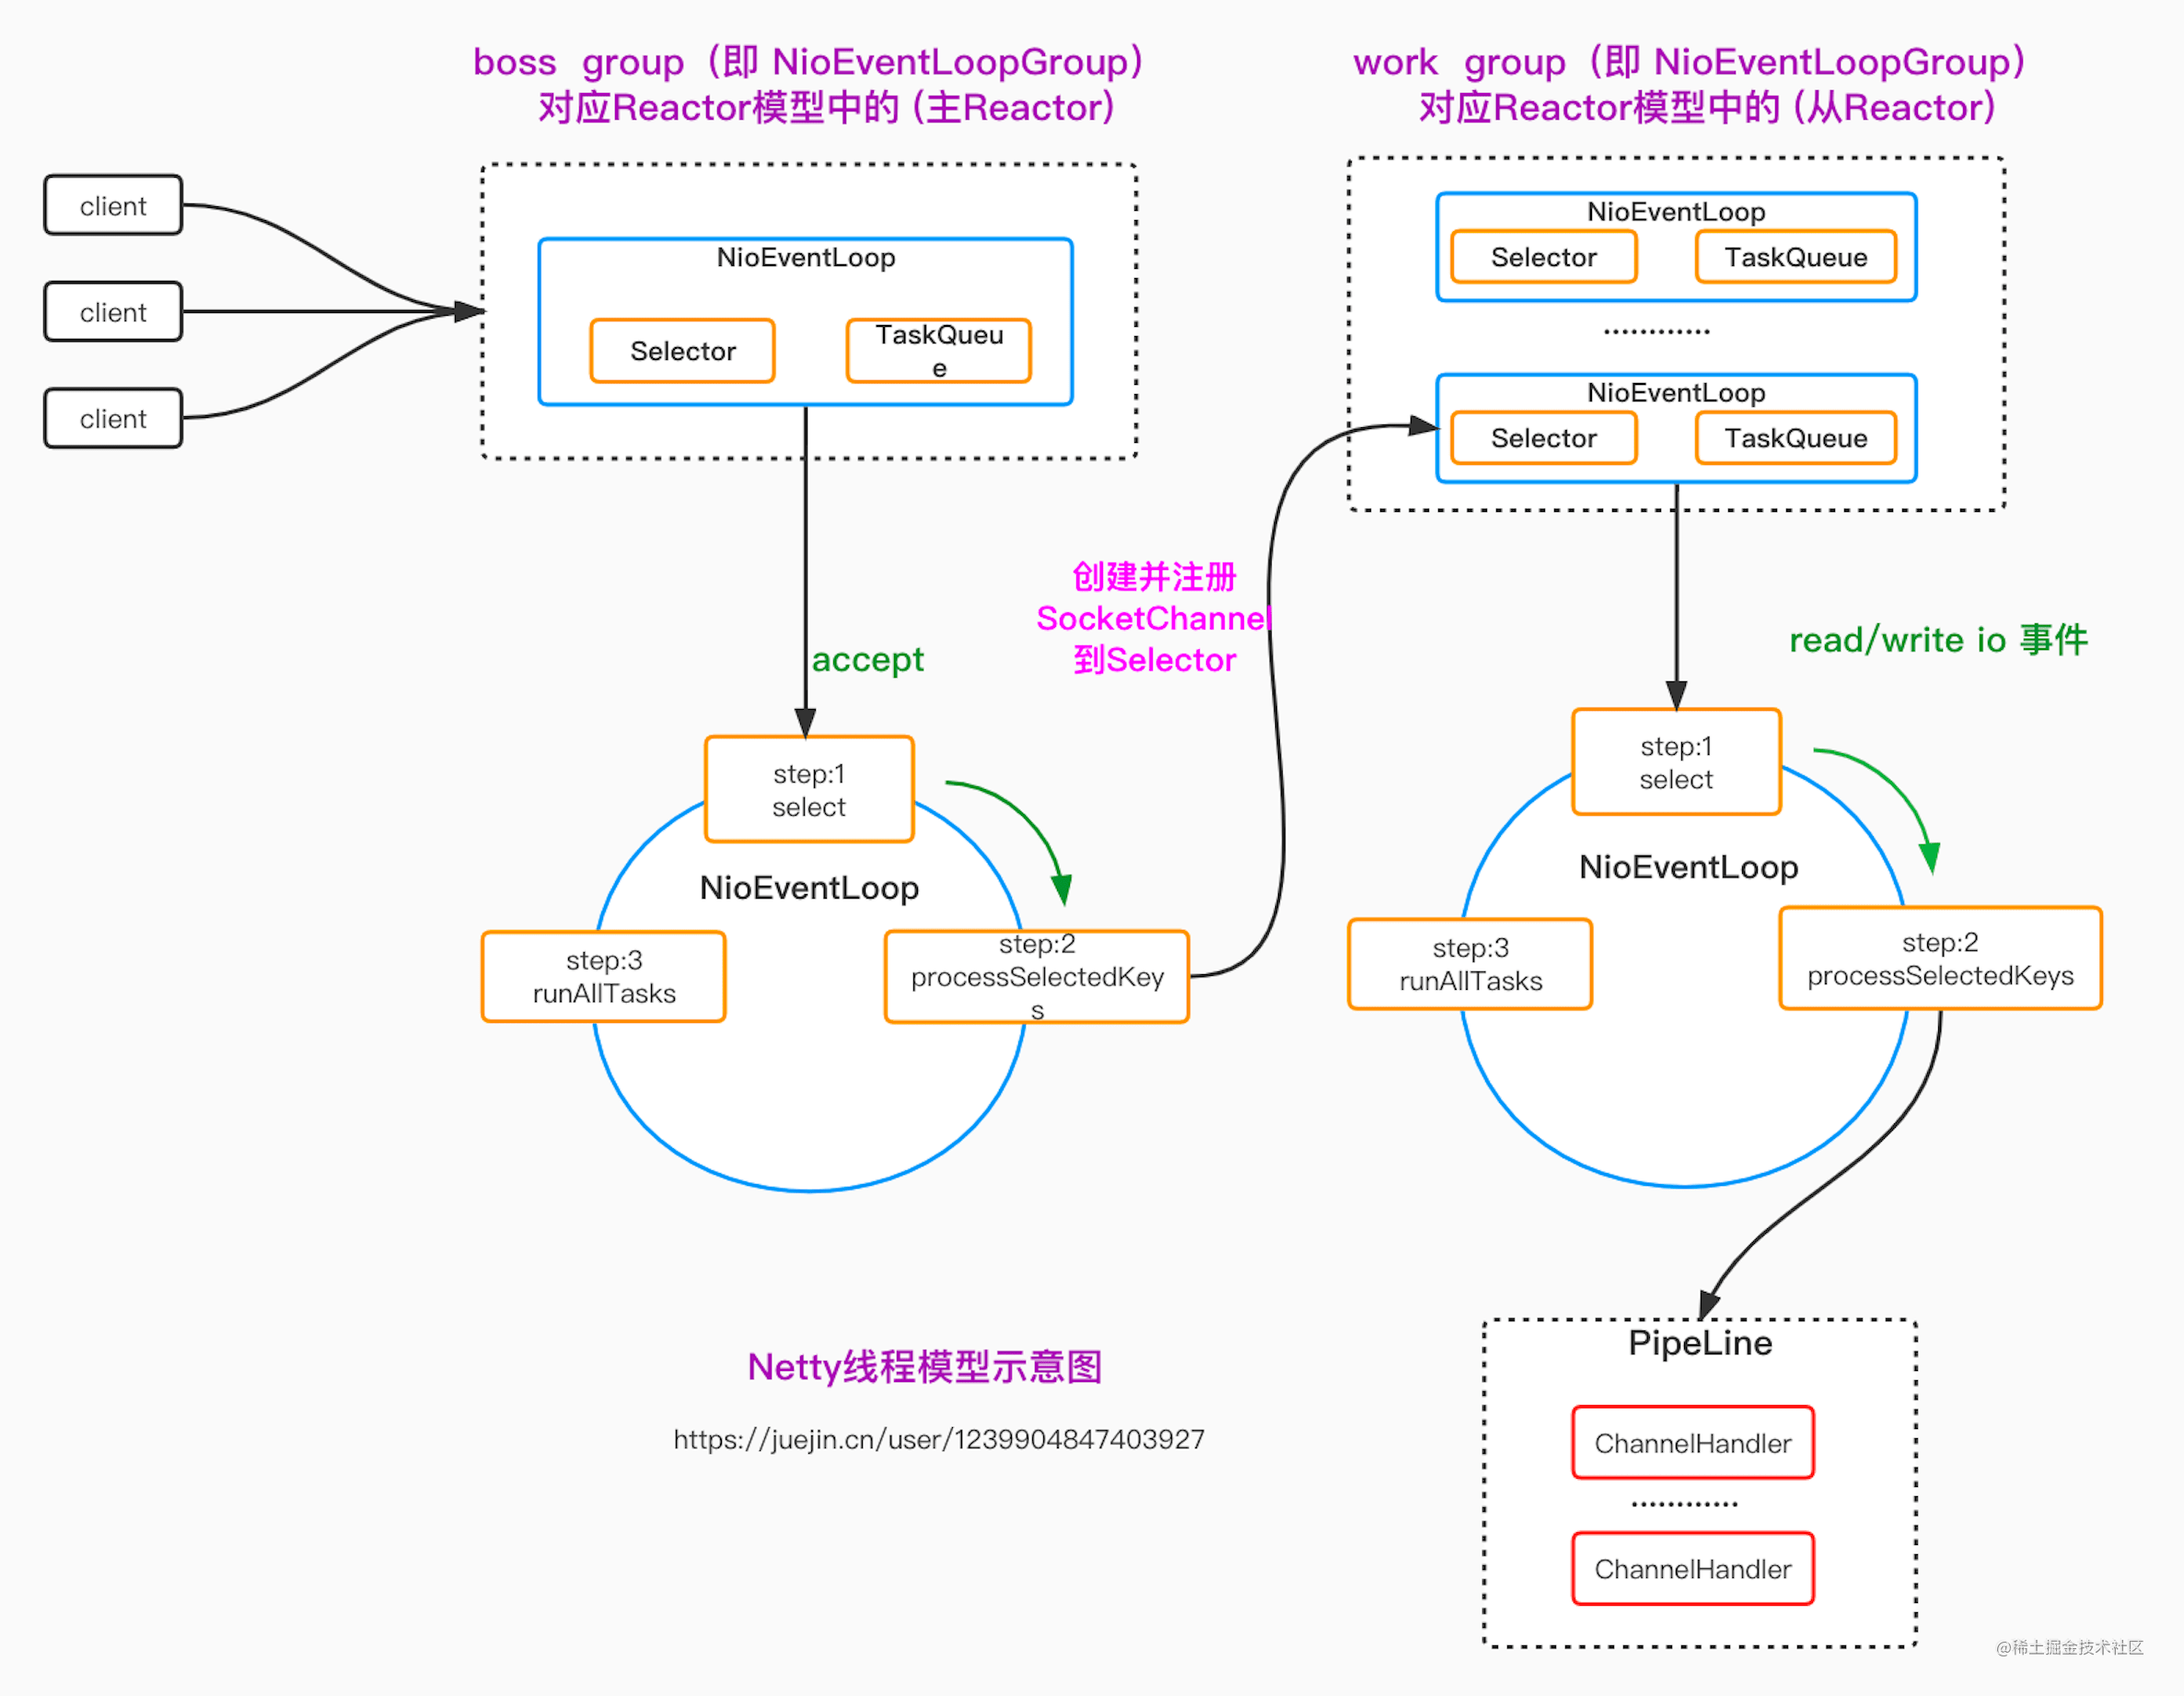 boss group（即 NioEventLoopGroup）
对应Reactor模型中的 (主Reactor)
work group（即 NioEventLoopGroup）
对应Reactor模型中的 (从Reactor)
client
client
client
NioEventLoop
Selector
TaskQueu
e
NioEventLoop
Selector
TaskQueue
............
NioEventLoop
Selector
TaskQueue
accept
创建并注册
SocketChannel
到Selector
read/write io 事件
step:1
select
NioEventLoop
step:2
processSelectedKey
s
step:3
runAllTasks
step:1
select
NioEventLoop
step:2
processSelectedKeys
step:3
runAllTasks
PipeLine
ChannelHandler
............
ChannelHandler
Netty线程模型示意图
https://juejin.cn/user/1239904847403927
@稀土掘金技术社区